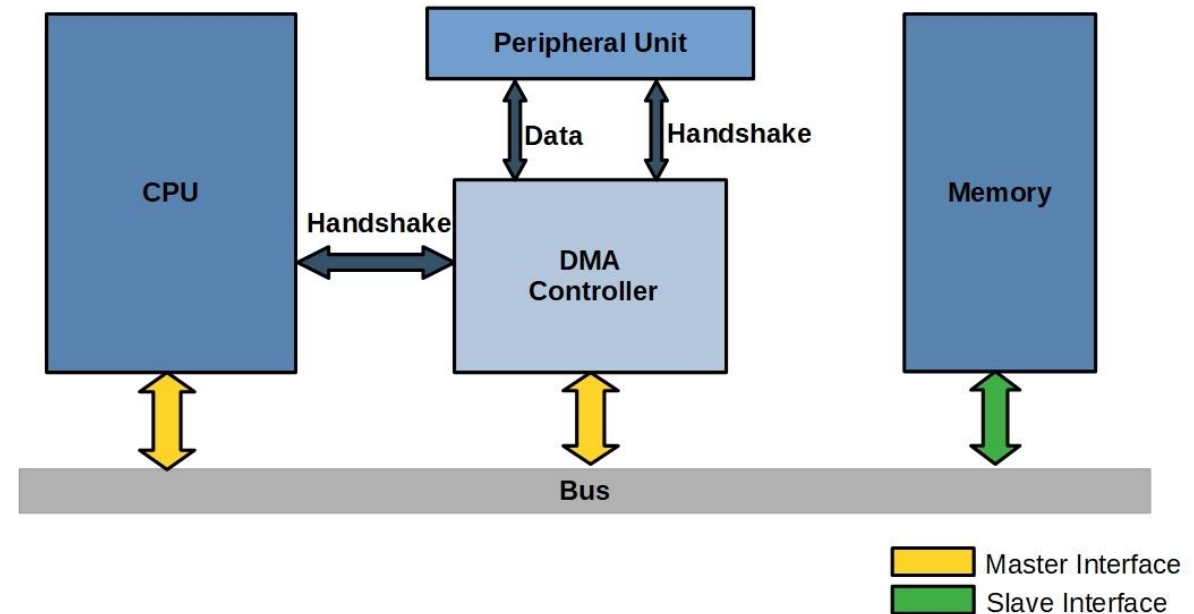 Peripheral Unit
Data
Handshake
CPU
Memory
Handshake
DMA
Controller
Bus
Master Interface
Slave Interface